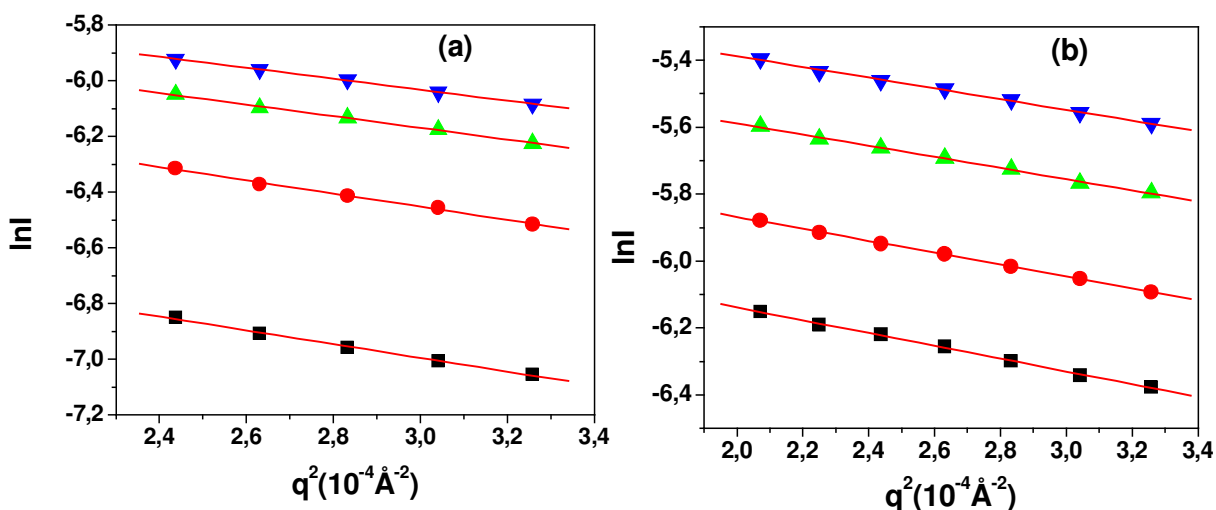 (a)
-5,8
-6,0
-6,2
-6,4
-6,6
-6,8
-7,0
-7,2
lnI
2,4 2,6 2,8 3,0 3,2 3,4
q²(10⁻⁴Å⁻²)
(b)
-5,4
-5,6
-5,8
-6,0
-6,2
-6,4
lnI
2,0 2,2 2,4 2,6 2,8 3,0 3,2 3,4
q²(10⁻⁴Å⁻²)